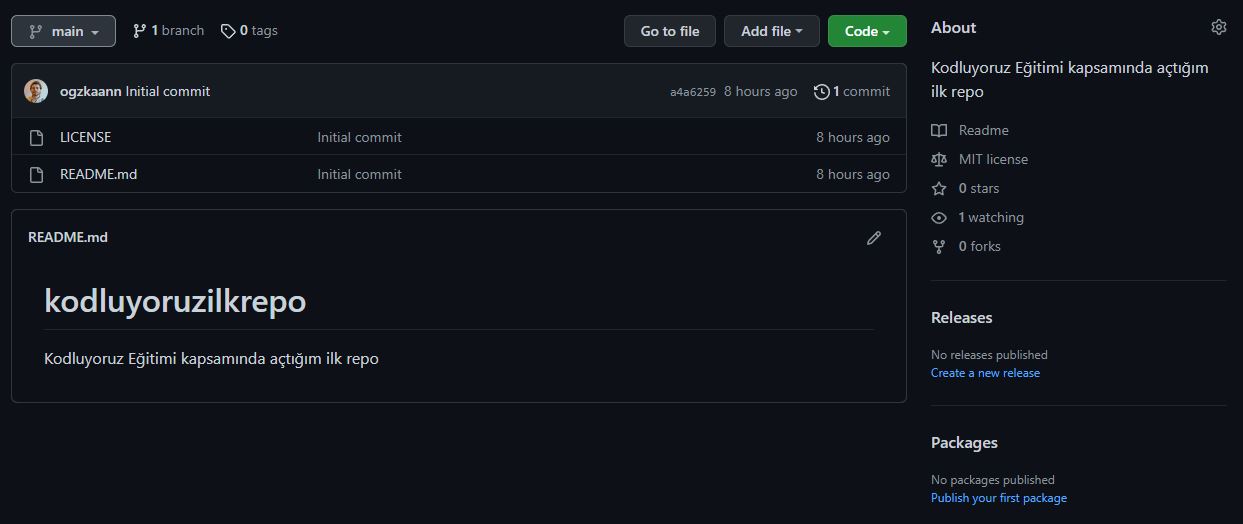 main
1 branch
0 tags
Go to file
Add file
Code
ogzkaann Initial commit
a4a6259 8 hours ago
1 commit
LICENSE Initial commit 8 hours ago
README.md Initial commit 8 hours ago
README.md
kodluyoruzilkrepo
Kodluyoruz Eğitimi kapsamında açtığım ilk repo
About
Kodluyoruz Eğitimi kapsamında açtığım
ilk repo
Readme
MIT license
0 stars
1 watching
0 forks
Releases
No releases published
Create a new release
Packages
No packages published
Publish your first package